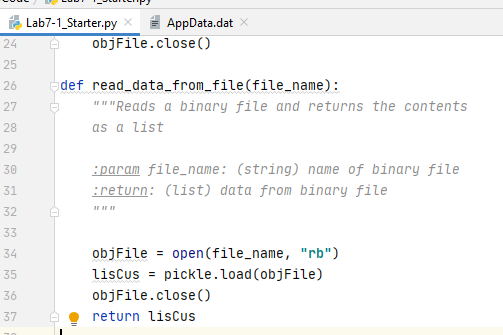 Code
Lab7-1_Starter.py
Lab7-1_Starter.py × AppData.dat ×
24 objFile.close()
25
26 def read_data_from_file(file_name):
27 """Reads a binary file and returns the contents
28 as a list
29
30 :param file_name: (string) name of binary file
31 :return: (list) data from binary file
32 """
33
34 objFile = open(file_name, "rb")
35 lisCus = pickle.load(objFile)
36 objFile.close()
37 return lisCus